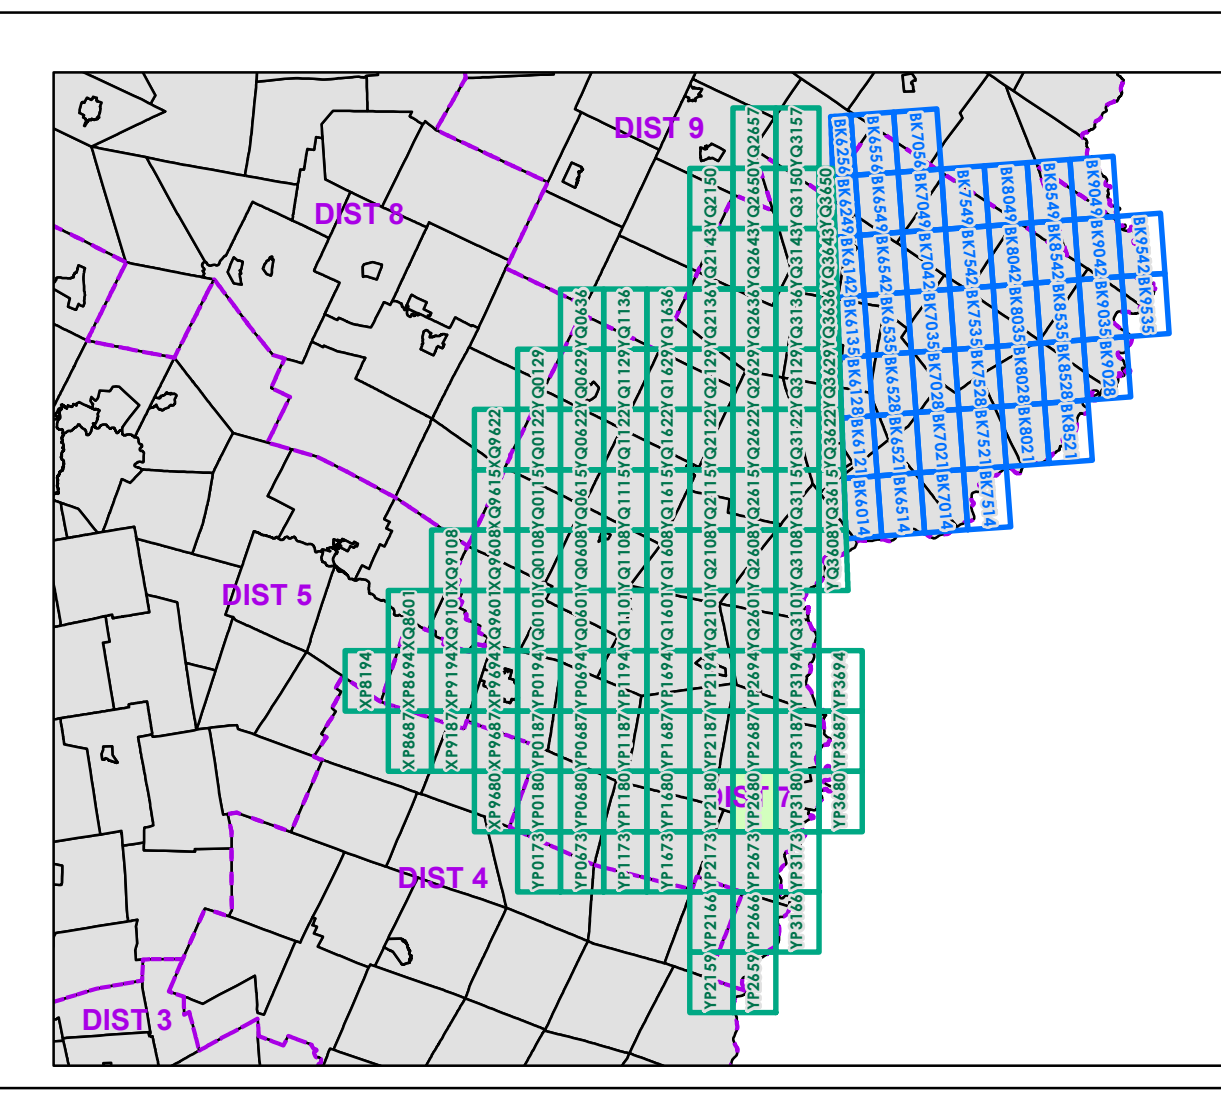 DIST 9
DIST 8
DIST 5
DIST 4
DIST 3
DIST 7
YQ2657 YQ3157
YQ2150 YQ2650 YQ3150 YQ3650
YQ2143 YQ2643 YQ3143 YQ3643
YQ0636 YQ1136 YQ1636 YQ2136 YQ2636 YQ3136 YQ3636
YQ0129 YQ0629 YQ1129 YQ1629 YQ2129 YQ2629 YQ3129 YQ3629
XQ9622 YQ0122 YQ0622 YQ1122 YQ1622 YQ2122 YQ2622 YQ3122 YQ3622
XQ9615 YQ0115 YQ0615 YQ1115 YQ1615 YQ2115 YQ2615 YQ3115 YQ3615
XQ9108 XQ9608 YQ0108 YQ0608 YQ1108 YQ1608 YQ2108 YQ2608 YQ3108 YQ3608
XQ8601 XQ9101 XQ9601 YQ0101 YQ0601 YQ1101 YQ1601 YQ2101 YQ2601 YQ3101
XP8194 XP8694 XP9194 XP9694 YP0194 YP0694 YP1194 YP1694 YP2194 YP2694 YP3194 YP3694
XP8687 XP9187 XP9687 YP0187 YP0687 YP1187 YP1687 YP2187 YP2687 YP3187 YP3687
XP9680 YP0180 YP0680 YP1180 YP1680 YP2180 YP2680 YP3180 YP3680
YP0173 YP0673 YP1173 YP1673 YP2173 YP2673 YP3173
YP2166 YP2666 YP3166
YP2159 YP2659
BK6256 BK6556 BK7056
BK6249 BK6549 BK7049 BK7549 BK8049 BK8549 BK9049
BK6142 BK6542 BK7042 BK7542 BK8042 BK8542 BK9042 BK9542
BK6135 BK6535 BK7035 BK7535 BK8035 BK8535 BK9035 BK9535
BK6128 BK6528 BK7028 BK7528 BK8028 BK8528 BK9028
BK6121 BK6521 BK7021 BK7521 BK8021 BK8521
BK6014 BK6514 BK7014 BK7514